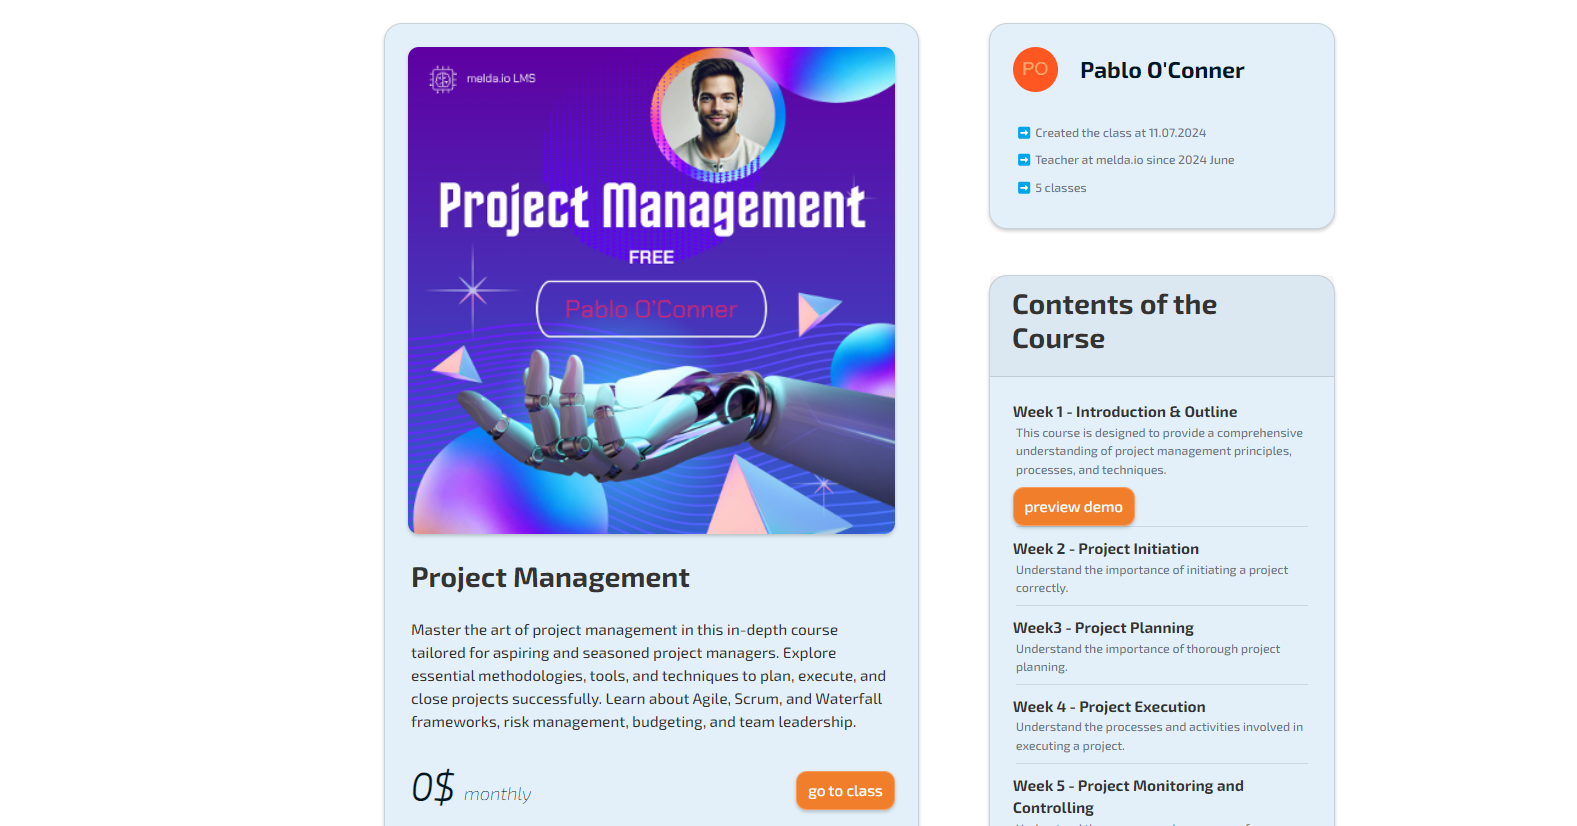 melda.io LMS
Project Management
FREE
Pablo O'Conner
Project Management
Master the art of project management in this in-depth course
tailored for aspiring and seasoned project managers. Explore
essential methodologies, tools, and techniques to plan, execute, and
close projects successfully. Learn about Agile, Scrum, and Waterfall
frameworks, risk management, budgeting, and team leadership.
0$ monthly
go to class
PO
Pablo O'Conner
Created the class at 11.07.2024
Teacher at melda.io since 2024 June
5 classes
Contents of the
Course
Week 1 - Introduction & Outline
This course is designed to provide a comprehensive
understanding of project management principles,
processes, and techniques.
preview demo
Week 2 - Project Initiation
Understand the importance of initiating a project
correctly.
Week3 - Project Planning
Understand the importance of thorough project
planning.
Week 4 - Project Execution
Understand the processes and activities involved in
executing a project.
Week 5 - Project Monitoring and
Controlling